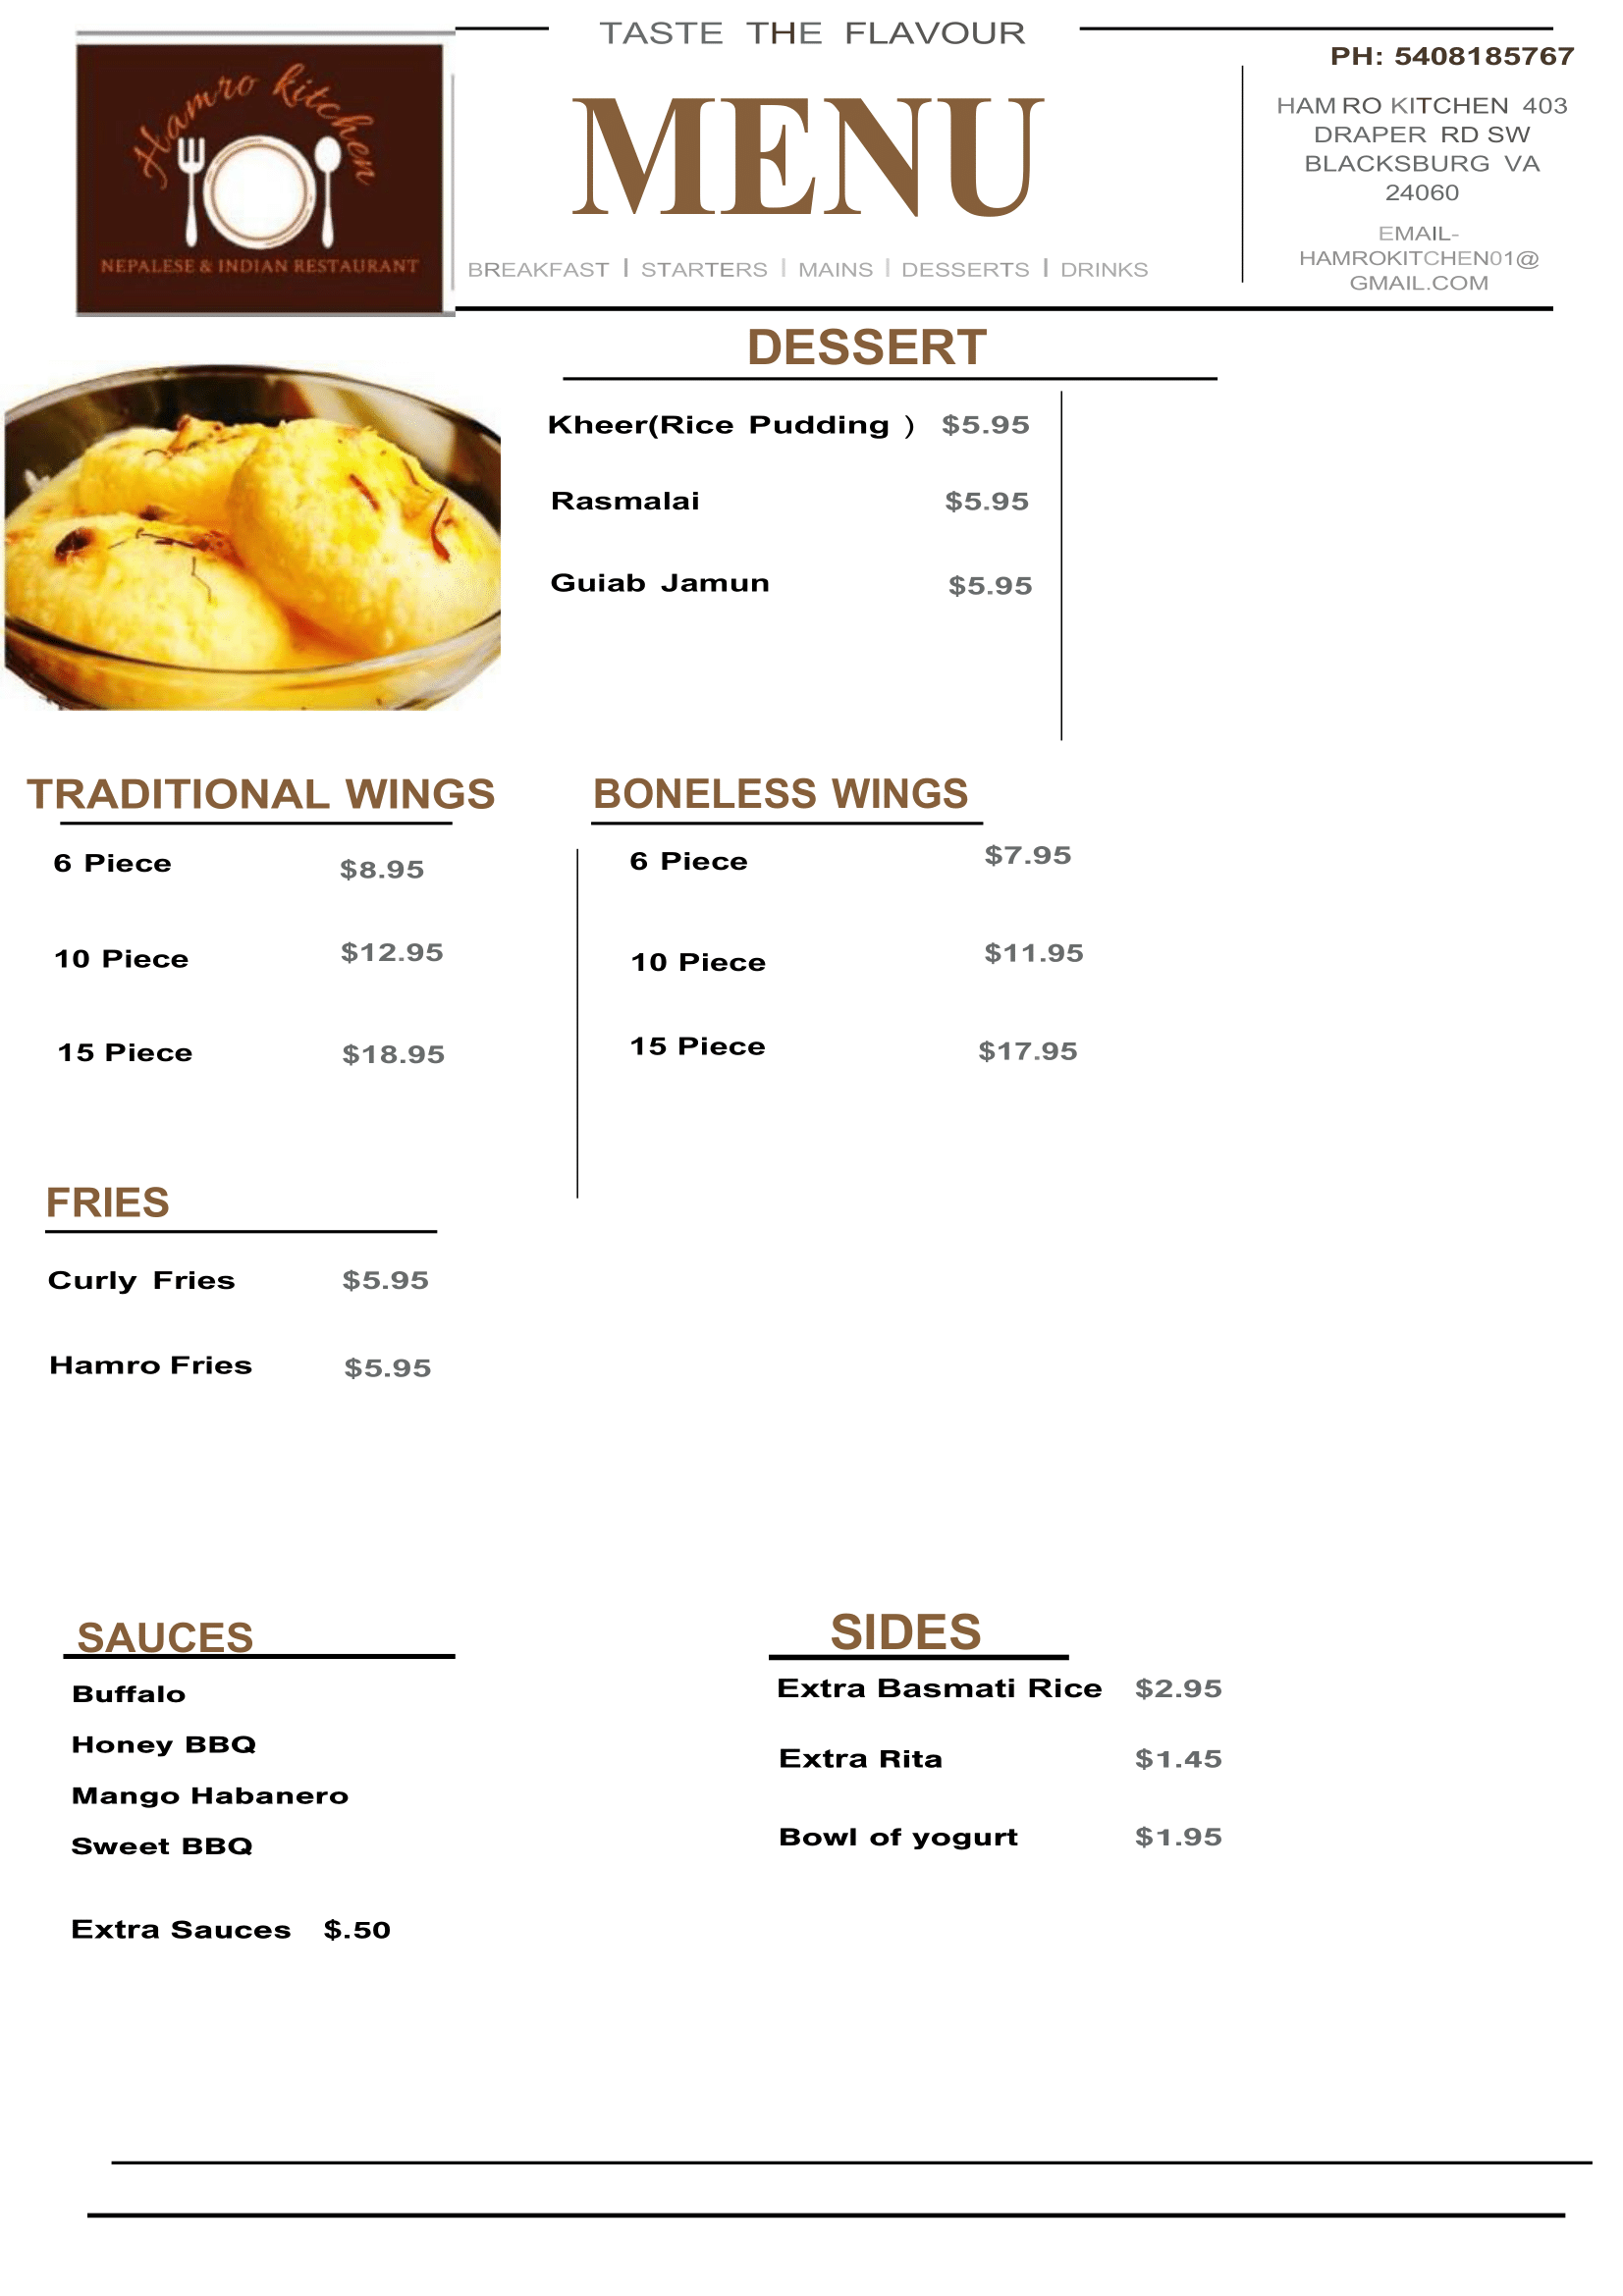 Hamro kitchen
NEPALESE & INDIAN RESTAURANT
TASTE THE FLAVOUR
MENU
BREAKFAST | STARTERS | MAINS | DESSERTS | DRINKS
PH: 5408185767
HAM RO KITCHEN 403
DRAPER RD SW
BLACKSBURG VA
24060
EMAIL-
HAMROKITCHEN01@
GMAIL.COM
DESSERT
Kheer(Rice Pudding ) $5.95
Rasmalai $5.95
Guiab Jamun $5.95
TRADITIONAL WINGS
6 Piece $8.95
10 Piece $12.95
15 Piece $18.95
BONELESS WINGS
6 Piece $7.95
10 Piece $11.95
15 Piece $17.95
FRIES
Curly Fries $5.95
Hamro Fries $5.95
SAUCES
Buffalo
Honey BBQ
Mango Habanero
Sweet BBQ
Extra Sauces $.50
SIDES
Extra Basmati Rice $2.95
Extra Rita $1.45
Bowl of yogurt $1.95